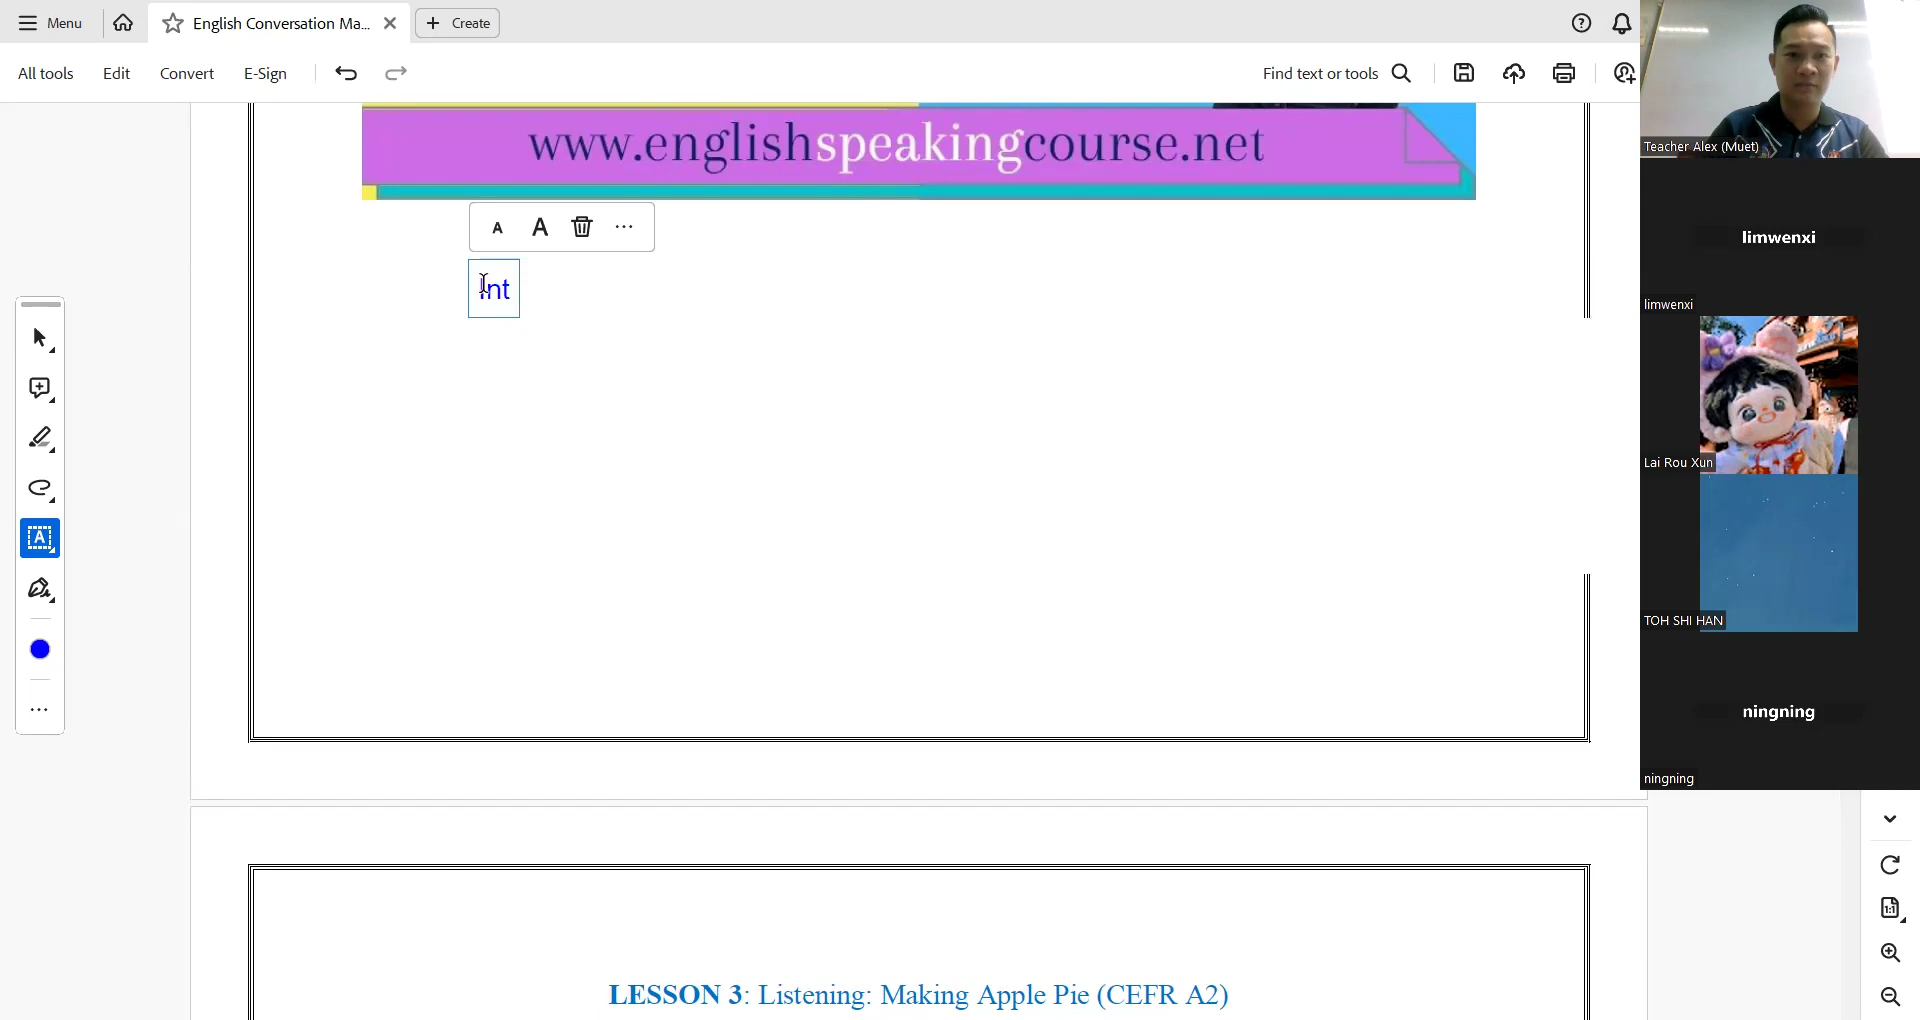 Menu
English Conversation Ma...
Create
All tools
Edit
Convert
E-Sign
Find text or tools
www.englishspeakingcourse.net
A A
int
LESSON 3: Listening: Making Apple Pie (CEFR A2)
Teacher Alex (Muet)
limwenxi
limwenxi
Lai Rou Xun
TOH SHI HAN
ningning
ningning